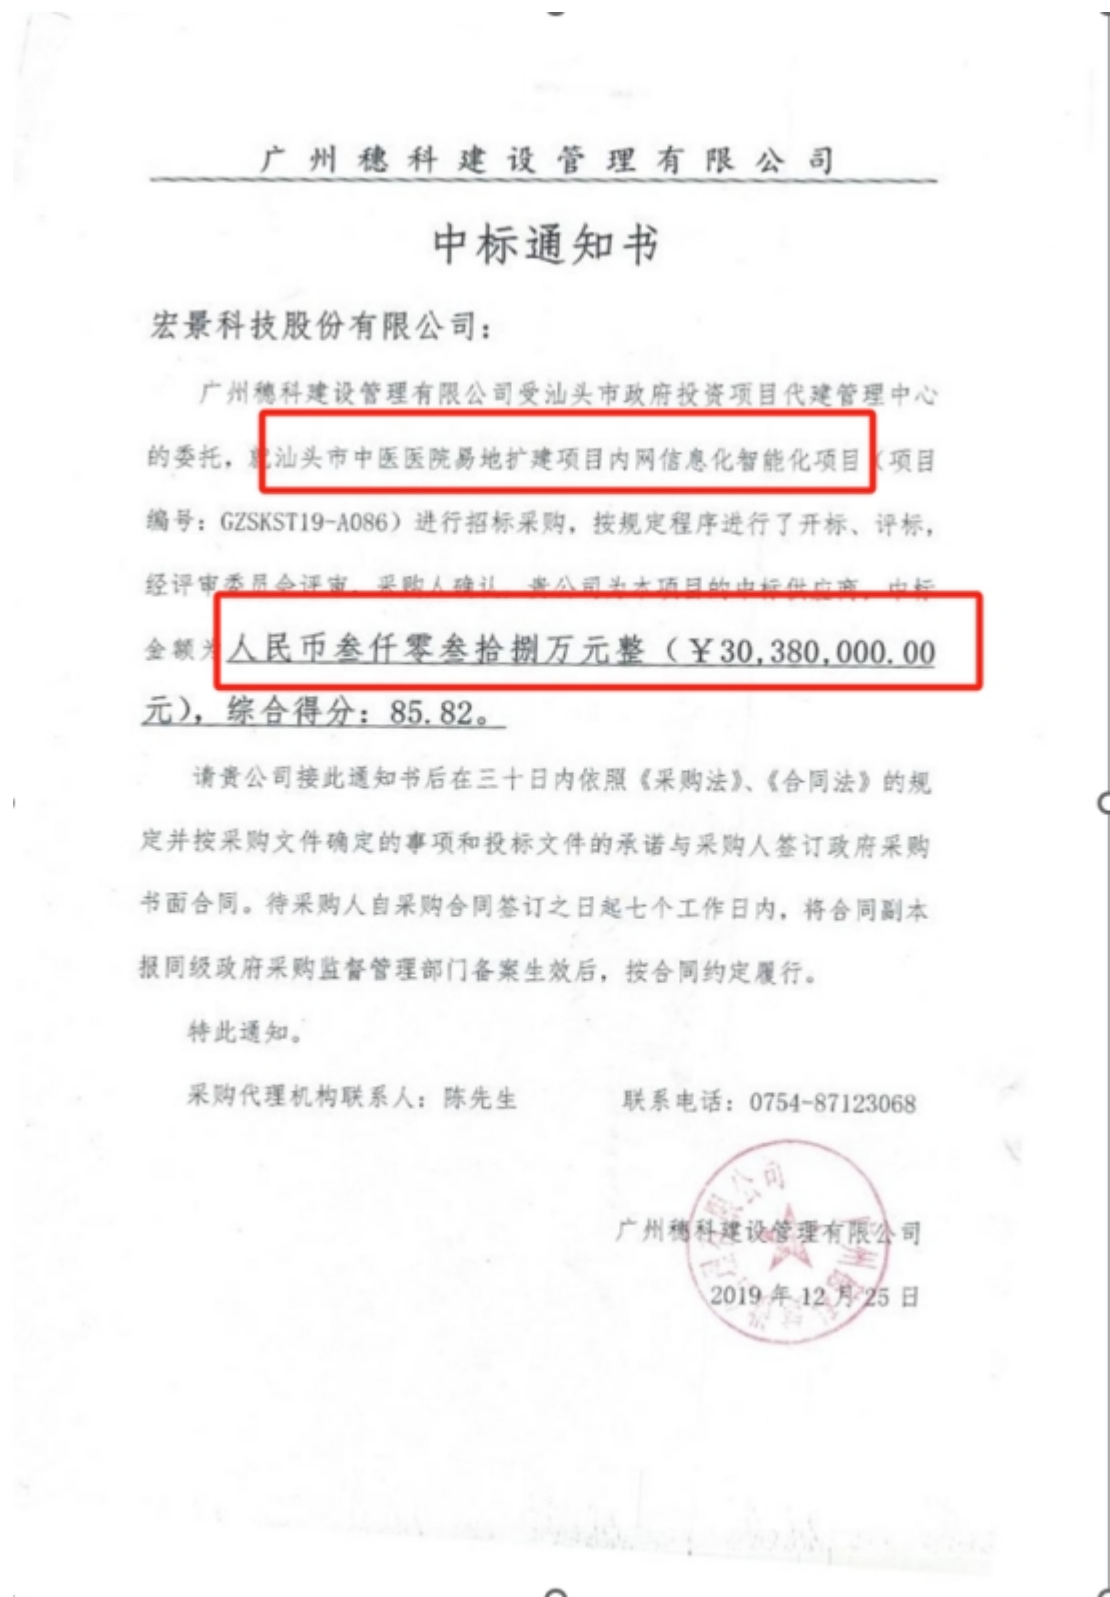 广州穗科建设管理有限公司
中标通知书
宏景科技股份有限公司：
广州穗科建设管理有限公司受汕头市政府投资项目代建管理中心
的委托，就汕头市中医医院易地扩建项目内网信息化智能化项目（项目
编号：GZSKST19-A086）进行招标采购，按规定程序进行了开标、评标，
经评审委员会评审，采购人确认，贵公司为本项目的中标供应商，中标
金额为人民币叁仟零叁拾捌万元整（￥30,380,000.00
元），综合得分：85.82。
请贵公司接此通知书后在三十日内依照《采购法》、《合同法》的规
定并按采购文件确定的事项和投标文件的承诺与采购人签订政府采购
书面合同。待采购人自采购合同签订之日起七个工作日内，将合同副本
报同级政府采购监督管理部门备案生效后，按合同约定履行。
特此通知。
采购代理机构联系人：陈先生 联系电话：0754-87123068
广州穗科建设管理有限公司
2019年12月25日